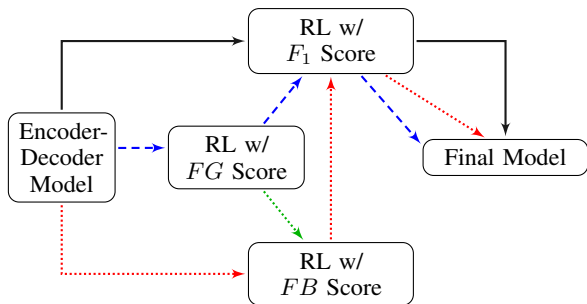 RL w/
F₁ Score
Encoder-
Decoder
Model
RL w/
FG Score
Final Model
RL w/
FB Score